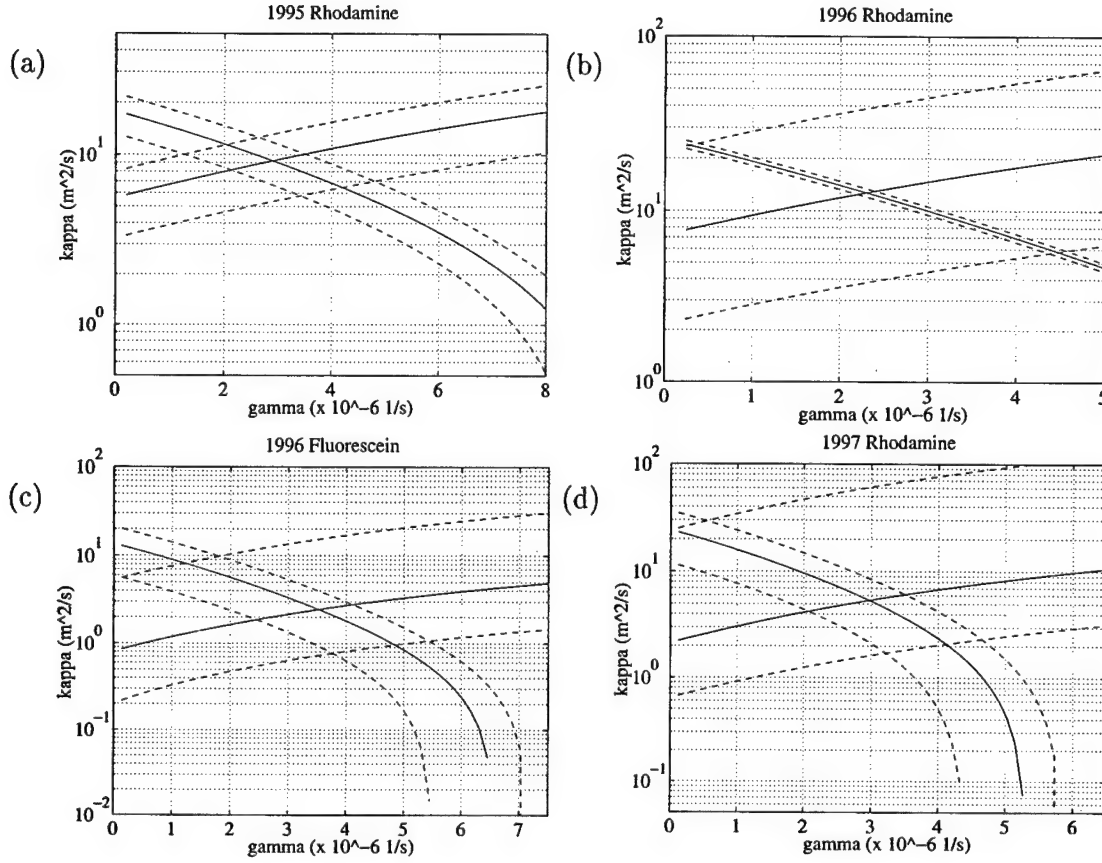 1995 Rhodamine
(a)
10^1
10^0
kappa (m^2/s)
0 2 4 6 8
gamma (x 10^−6 1/s)
1996 Rhodamine
(b)
10^2
10^1
10^0
kappa (m^2/s)
0 1 2 3 4 5
gamma (x 10^−6 1/s)
1996 Fluorescein
(c)
10^2
10^1
10^0
10^−1
10^−2
kappa (m^2/s)
0 1 2 3 4 5 6 7
gamma (x 10^−6 1/s)
1997 Rhodamine
(d)
10^2
10^1
10^0
10^−1
kappa (m^2/s)
0 1 2 3 4 5 6
gamma (x 10^−6 1/s)